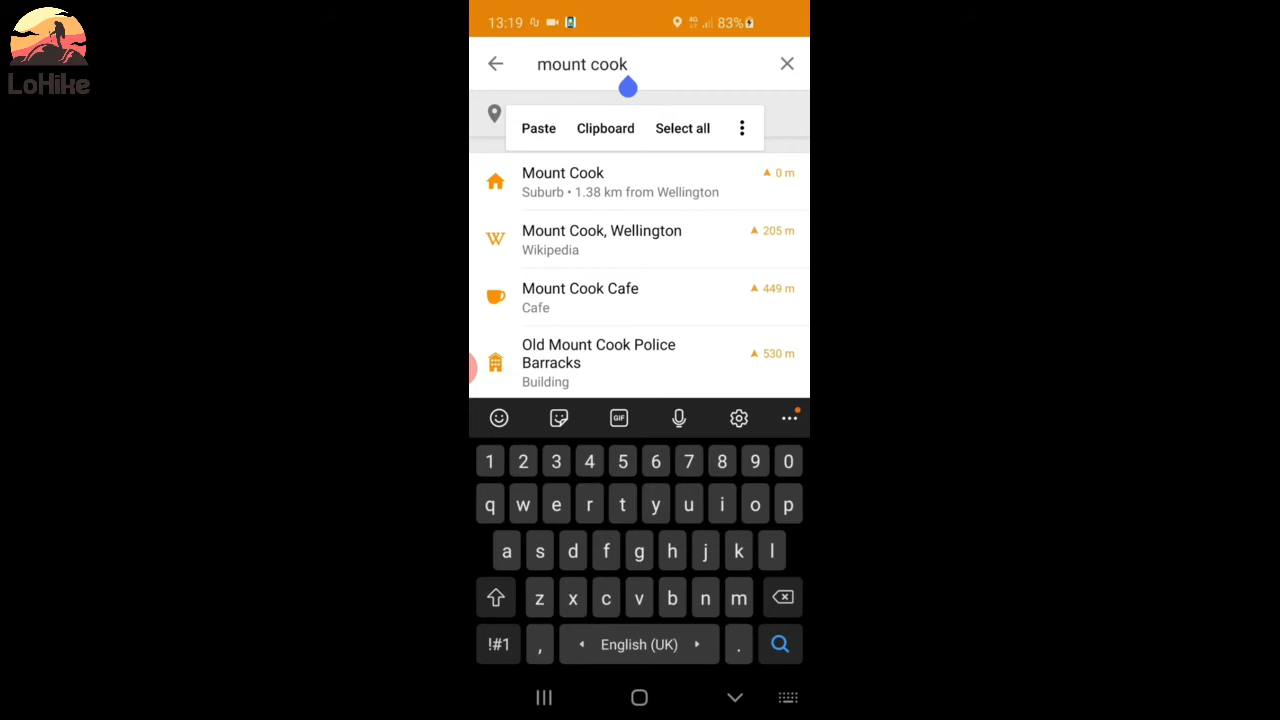 LoHike
13:19 4G 83%
mount cook
Paste Clipboard Select all
Mount Cook 0 m
Suburb • 1.38 km from Wellington
W Mount Cook, Wellington 205 m
Wikipedia
Mount Cook Cafe 449 m
Cafe
Old Mount Cook Police
Barracks 530 m
Building
GIF
1 2 3 4 5 6 7 8 9 0
q w e r t y u i o p
a s d f g h j k l
z x c v b n m
!#1 , English (UK) .